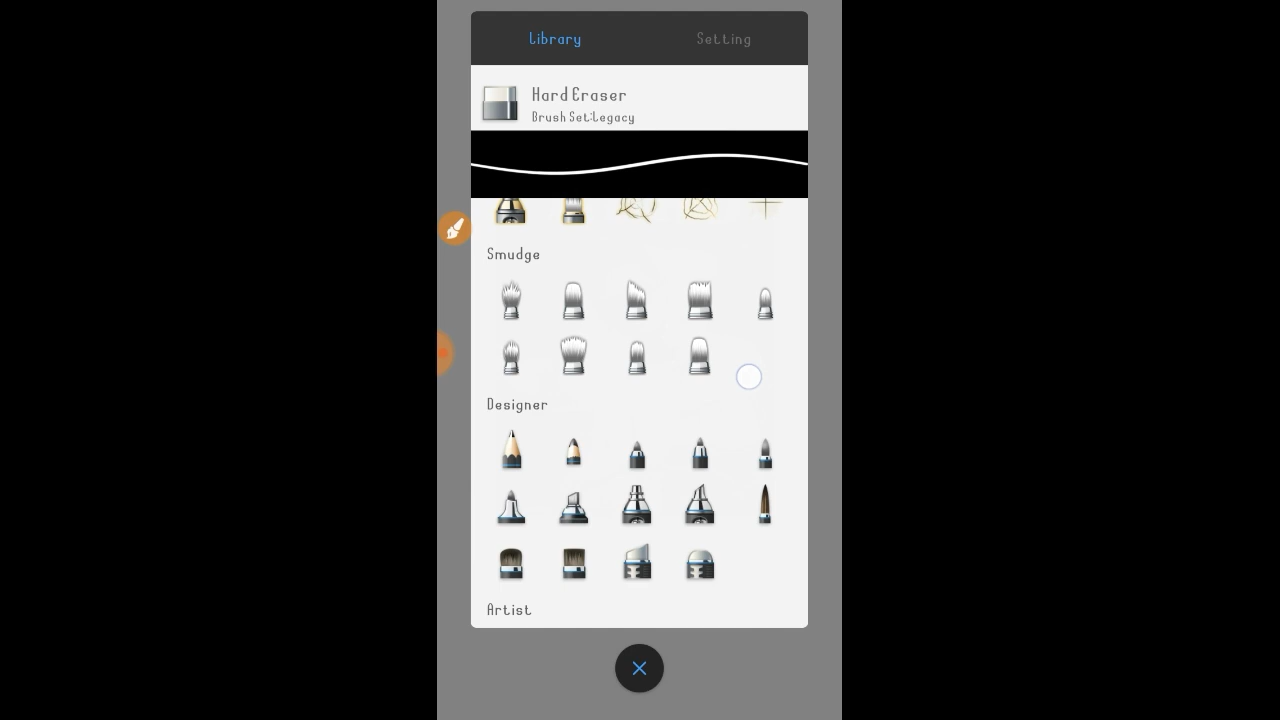 Library
Setting
Hard Eraser
Brush Set:Legacy
Smudge
Designer
Artist